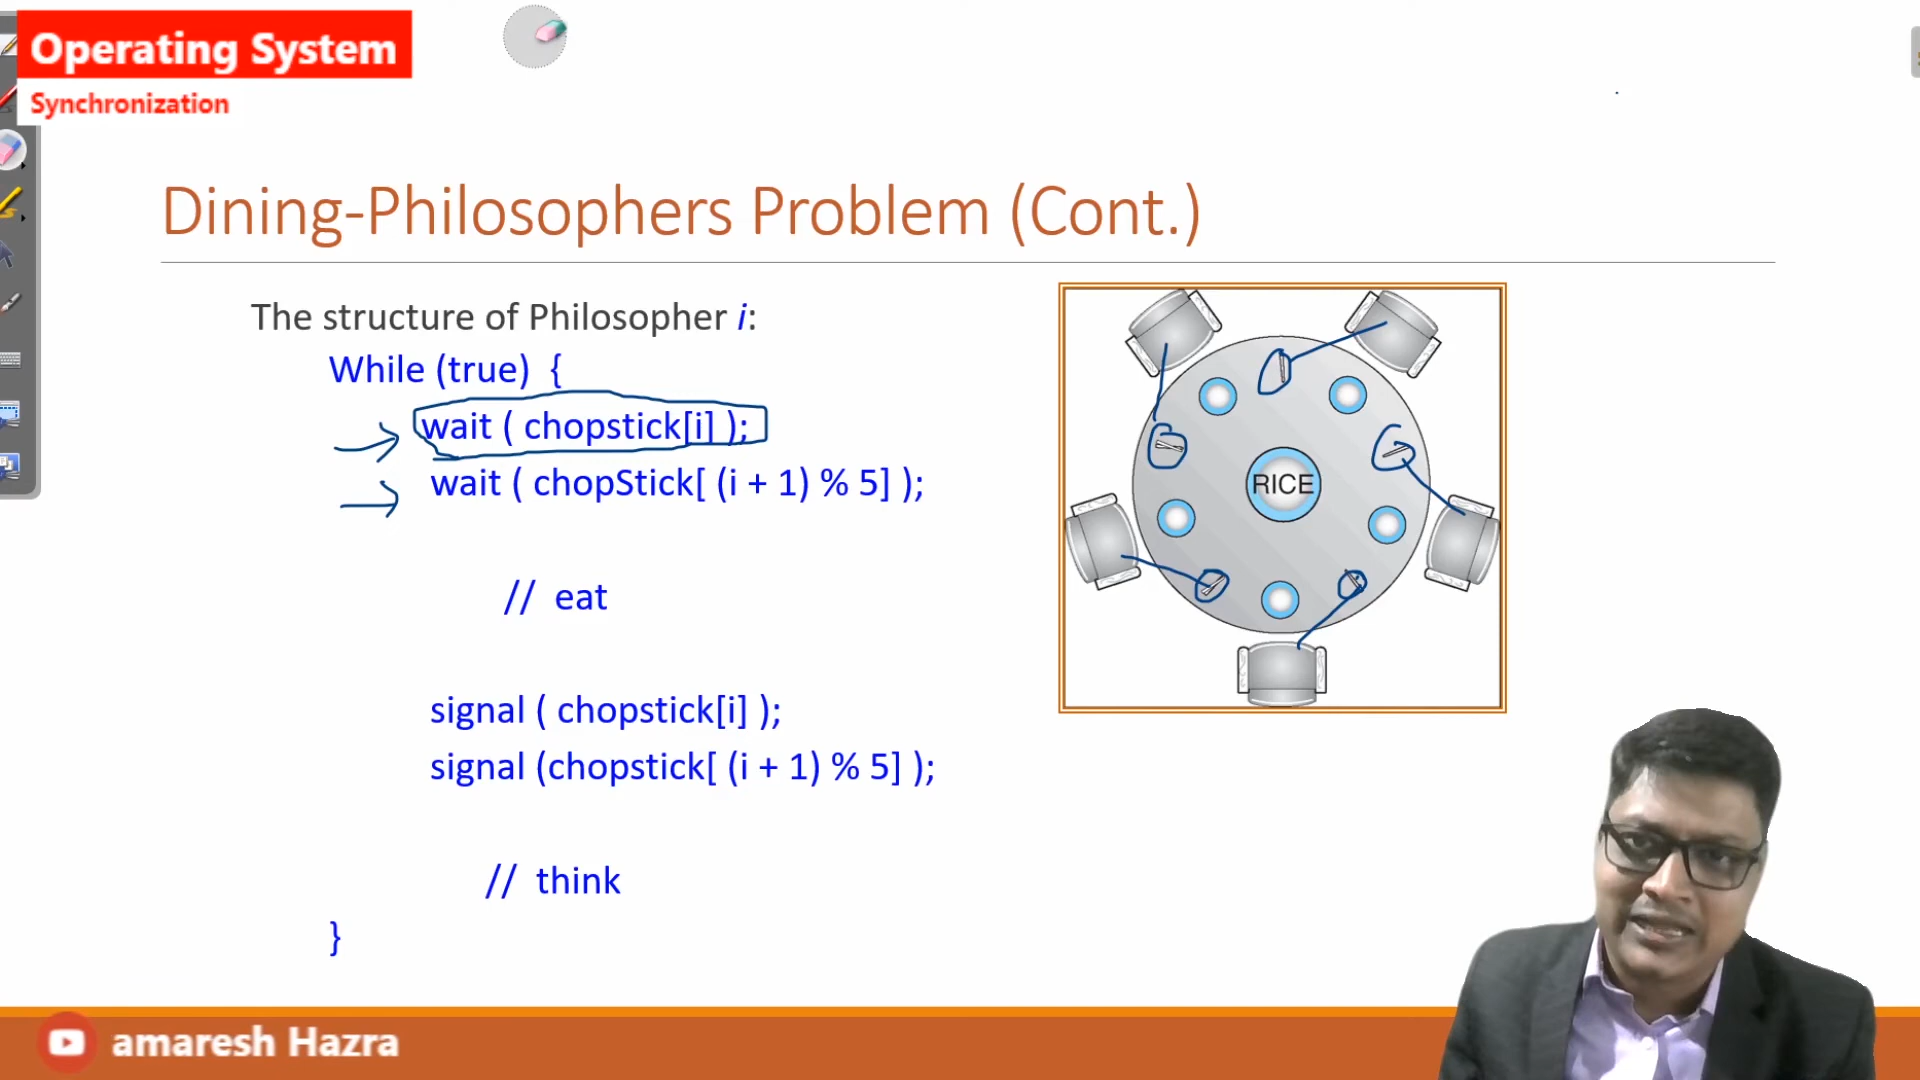 Operating System
Synchronization
Dining-Philosophers Problem (Cont.)
The structure of Philosopher i:
While (true) {
wait ( chopstick[i] );
wait ( chopStick[ (i + 1) % 5] );
// eat
signal ( chopstick[i] );
signal (chopstick[ (i + 1) % 5] );
// think
}
RICE
amaresh Hazra